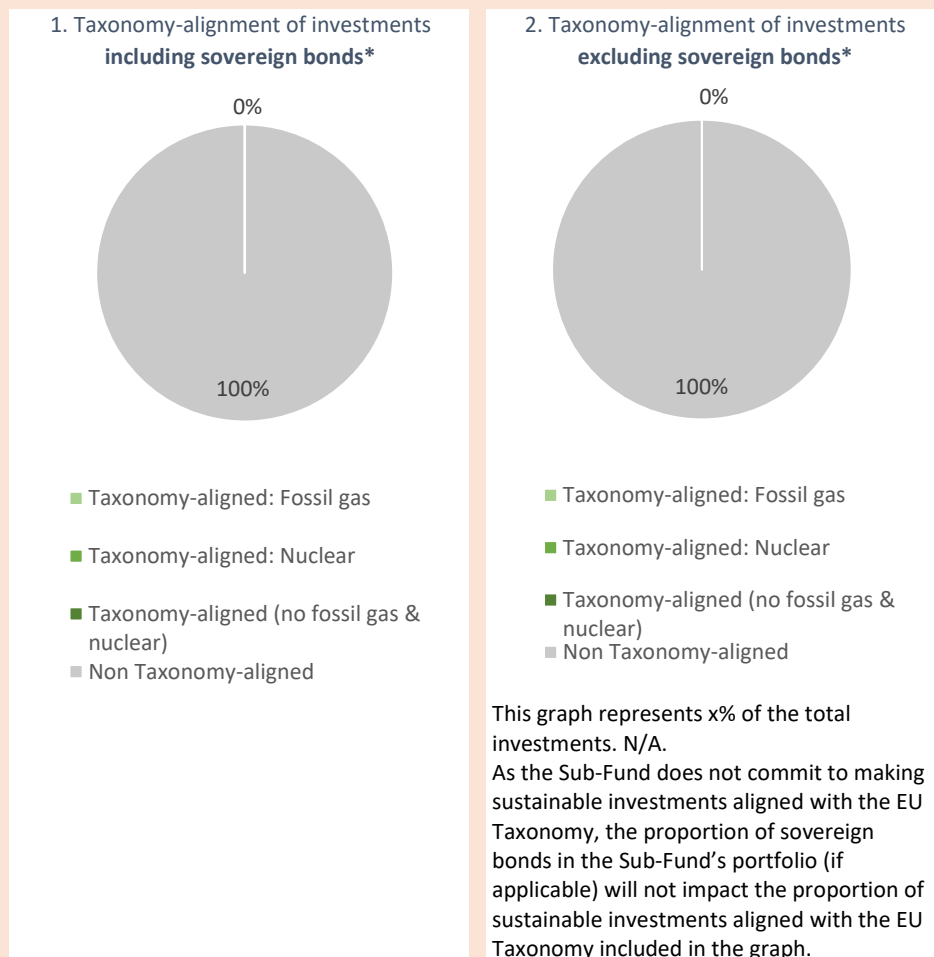 1. Taxonomy-alignment of investments
including sovereign bonds*
0%
100%
Taxonomy-aligned: Fossil gas
Taxonomy-aligned: Nuclear
Taxonomy-aligned (no fossil gas &
nuclear)
Non Taxonomy-aligned
2. Taxonomy-alignment of investments
excluding sovereign bonds*
0%
100%
Taxonomy-aligned: Fossil gas
Taxonomy-aligned: Nuclear
Taxonomy-aligned (no fossil gas &
nuclear)
Non Taxonomy-aligned
This graph represents x% of the total
investments. N/A.
As the Sub-Fund does not commit to making
sustainable investments aligned with the EU
Taxonomy, the proportion of sovereign
bonds in the Sub-Fund’s portfolio (if
applicable) will not impact the proportion of
sustainable investments aligned with the EU
Taxonomy included in the graph.